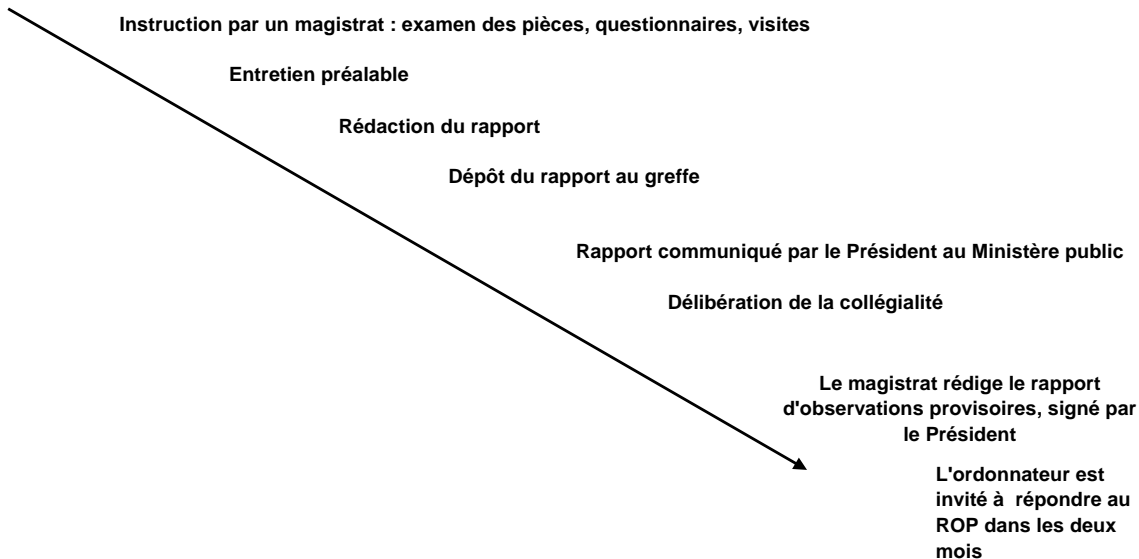 Instruction par un magistrat : examen des pièces, questionnaires, visites
Entretien préalable
Rédaction du rapport
Dépôt du rapport au greffe
Rapport communiqué par le Président au Ministère public
Délibération de la collégialité
Le magistrat rédige le rapport
d'observations provisoires, signé par
le Président
L'ordonnateur est
invité à répondre au
ROP dans les deux
mois